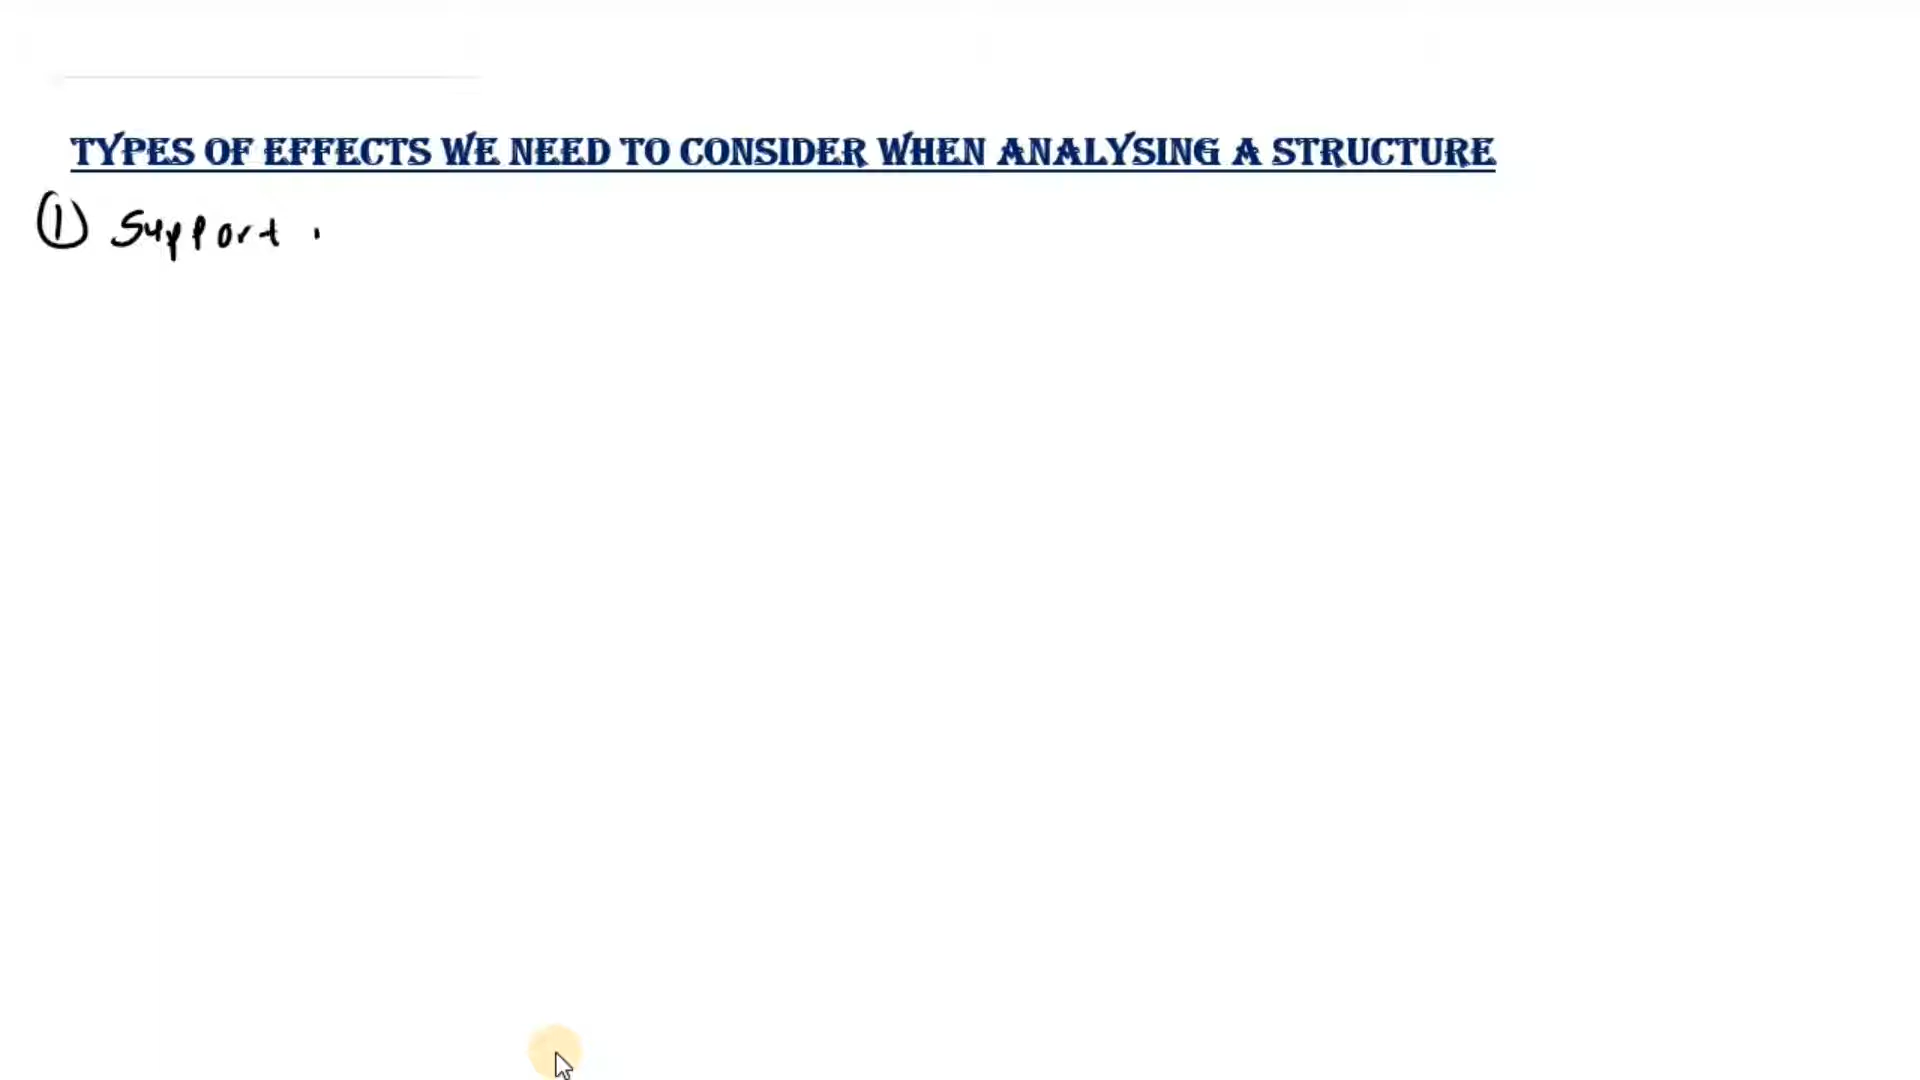 TYPES OF EFFECTS WE NEED TO CONSIDER WHEN ANALYSING A STRUCTURE
① Support